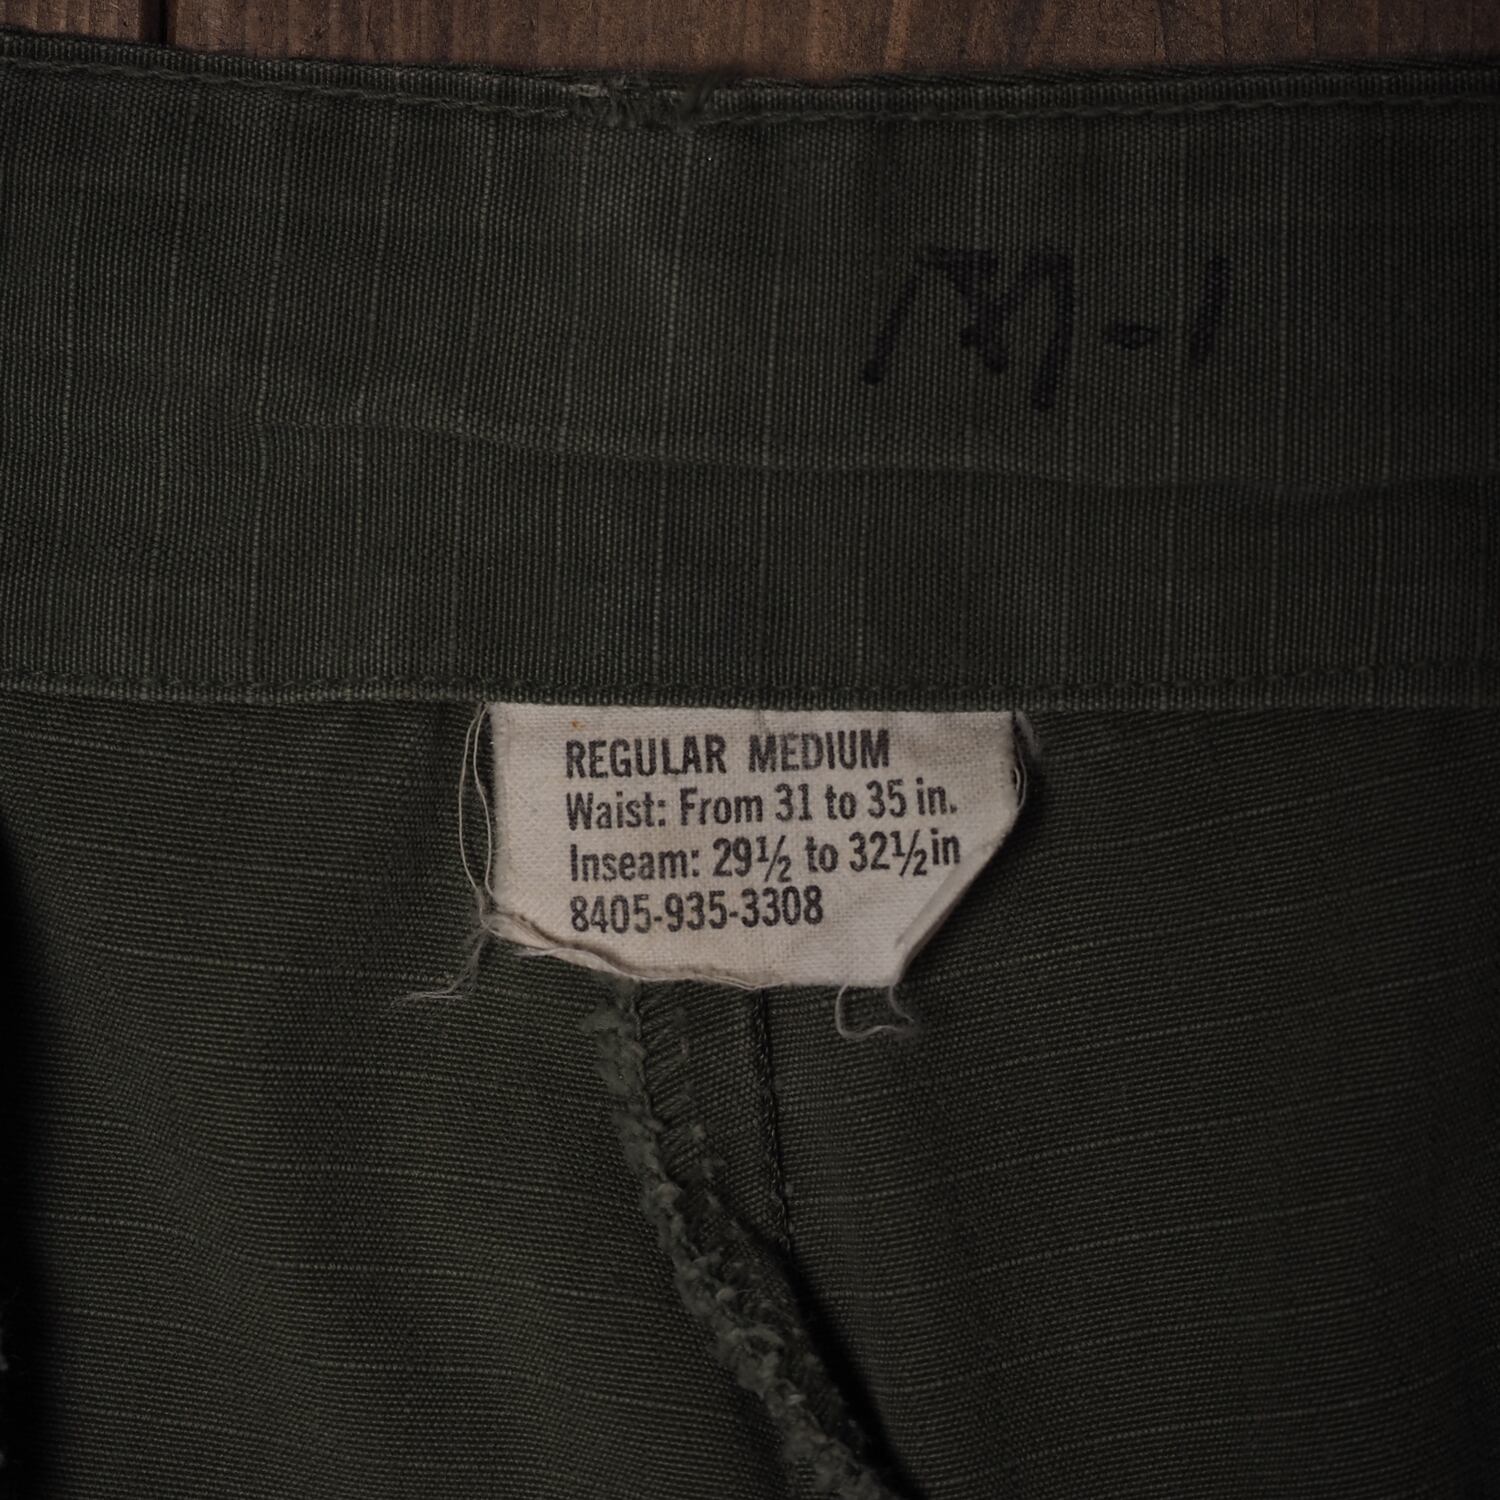 M-1
REGULAR MEDIUM
Waist: From 31 to 35 in.
Inseam: 29½ to 32½in
8405-935-3308